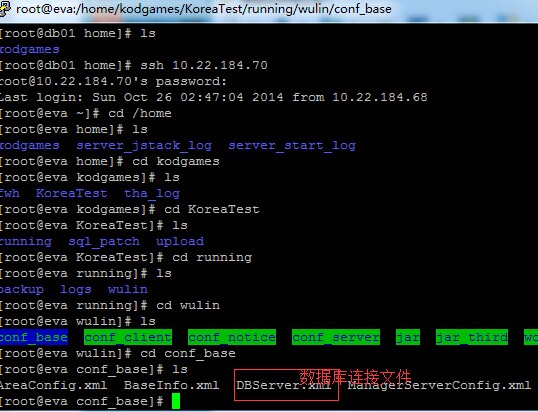 root@eva:/home/kodgames/KoreaTest/running/wulin/conf_base
[root@db01 home]# ls
kodgames
[root@db01 home]# ssh 10.22.184.70
root@10.22.184.70's password:
Last login: Sun Oct 26 02:47:04 2014 from 10.22.184.68
[root@eva ~]# cd /home
[root@eva home]# ls
kodgames server_jstack_log server_start_log
[root@eva home]# cd kodgames
[root@eva kodgames]# ls
fwh KoreaTest tha_log
[root@eva kodgames]# cd KoreaTest
[root@eva KoreaTest]# ls
running sql_patch upload
[root@eva KoreaTest]# cd running
[root@eva running]# ls
backup logs wulin
[root@eva running]# cd wulin
[root@eva wulin]# ls
conf_base conf_client conf_notice conf_server jar jar_third
[root@eva wulin]# cd conf_base
[root@eva conf_base]# ls
数据库连接文件
AreaConfig.xml BaseInfo.xml DBServer.xml ManagerServerConfig.xml
[root@eva conf_base]#